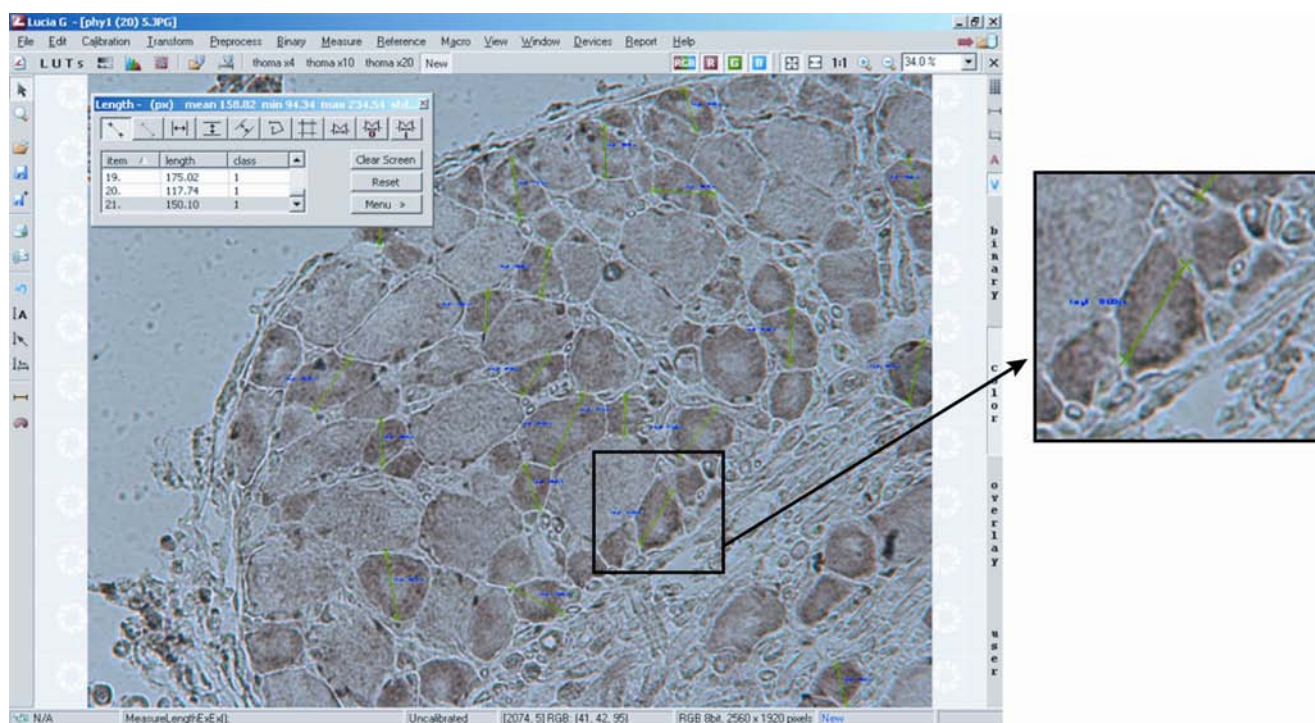 Lucia G - [phy1 (20) 5.JPG]
File Edit Calibration Transform Preprocess Binary Measure Reference Macro View Window Devices Report Help
LUTs thoma x4 thoma x10 thoma x20 New RGB R G 1:1 34.0 %
Length - (px) mean 158.82 min 94.34 max 234.54 std...
item / length class
19. 175.02 1
20. 117.74 1
21. 150.10 1
Clear Screen
Reset
Menu >
A
V
binary
color
overlay
user
N/A MeasureLengthExEx(); Uncalibrated [2074, 5] RGB: [41, 42, 95] RGB 8bit, 2560 x 1920 pixels New